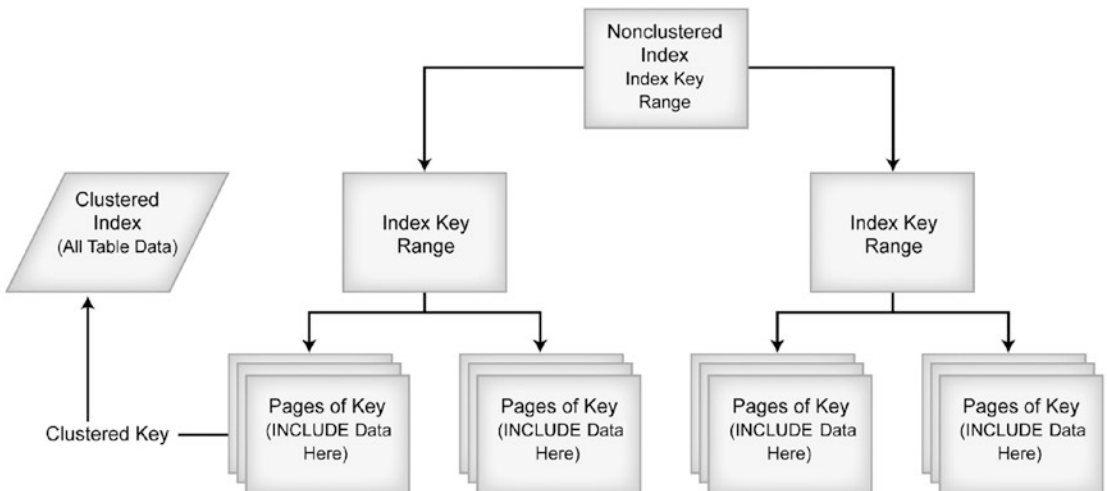 Nonclustered
Index
Index Key
Range
Clustered
Index
(All Table Data)
Index Key
Range
Index Key
Range
Clustered Key
Pages of Key
(INCLUDE Data
Here)
Pages of Key
(INCLUDE Data
Here)
Pages of Key
(INCLUDE Data
Here)
Pages of Key
(INCLUDE Data
Here)